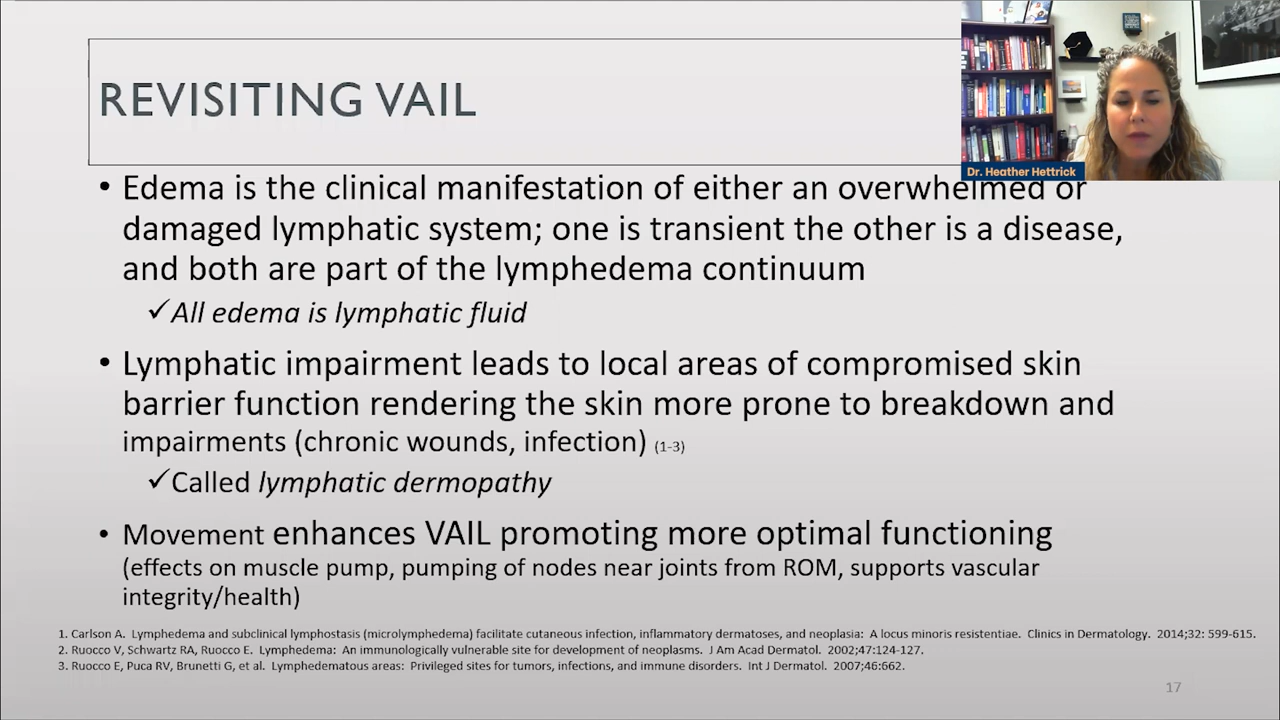 REVISITING VAIL
Dr. Heather Hettrick
• Edema is the clinical manifestation of either an overwhelmed or
damaged lymphatic system; one is transient the other is a disease,
and both are part of the lymphedema continuum
✓All edema is lymphatic fluid
• Lymphatic impairment leads to local areas of compromised skin
barrier function rendering the skin more prone to breakdown and
impairments (chronic wounds, infection) (1-3)
✓Called lymphatic dermopathy
• Movement enhances VAIL promoting more optimal functioning
(effects on muscle pump, pumping of nodes near joints from ROM, supports vascular
integrity/health)
1. Carlson A. Lymphedema and subclinical lymphostasis (microlymphedema) facilitate cutaneous infection, inflammatory dermatoses, and neoplasia: A locus minoris resistentiae. Clinics in Dermatology. 2014;32: 599-615.
2. Ruocco V, Schwartz RA, Ruocco E. Lymphedema: An immunologically vulnerable site for development of neoplasms. J Am Acad Dermatol. 2002;47:124-127.
3. Ruocco E, Puca RV, Brunetti G, et al. Lymphedematous areas: Privileged sites for tumors, infections, and immune disorders. Int J Dermatol. 2007;46:662.
17